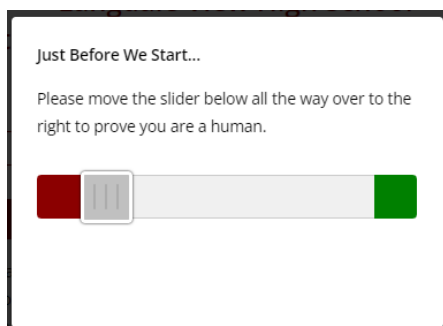 Just Before We Start...
Please move the slider below all the way over to the
right to prove you are a human.